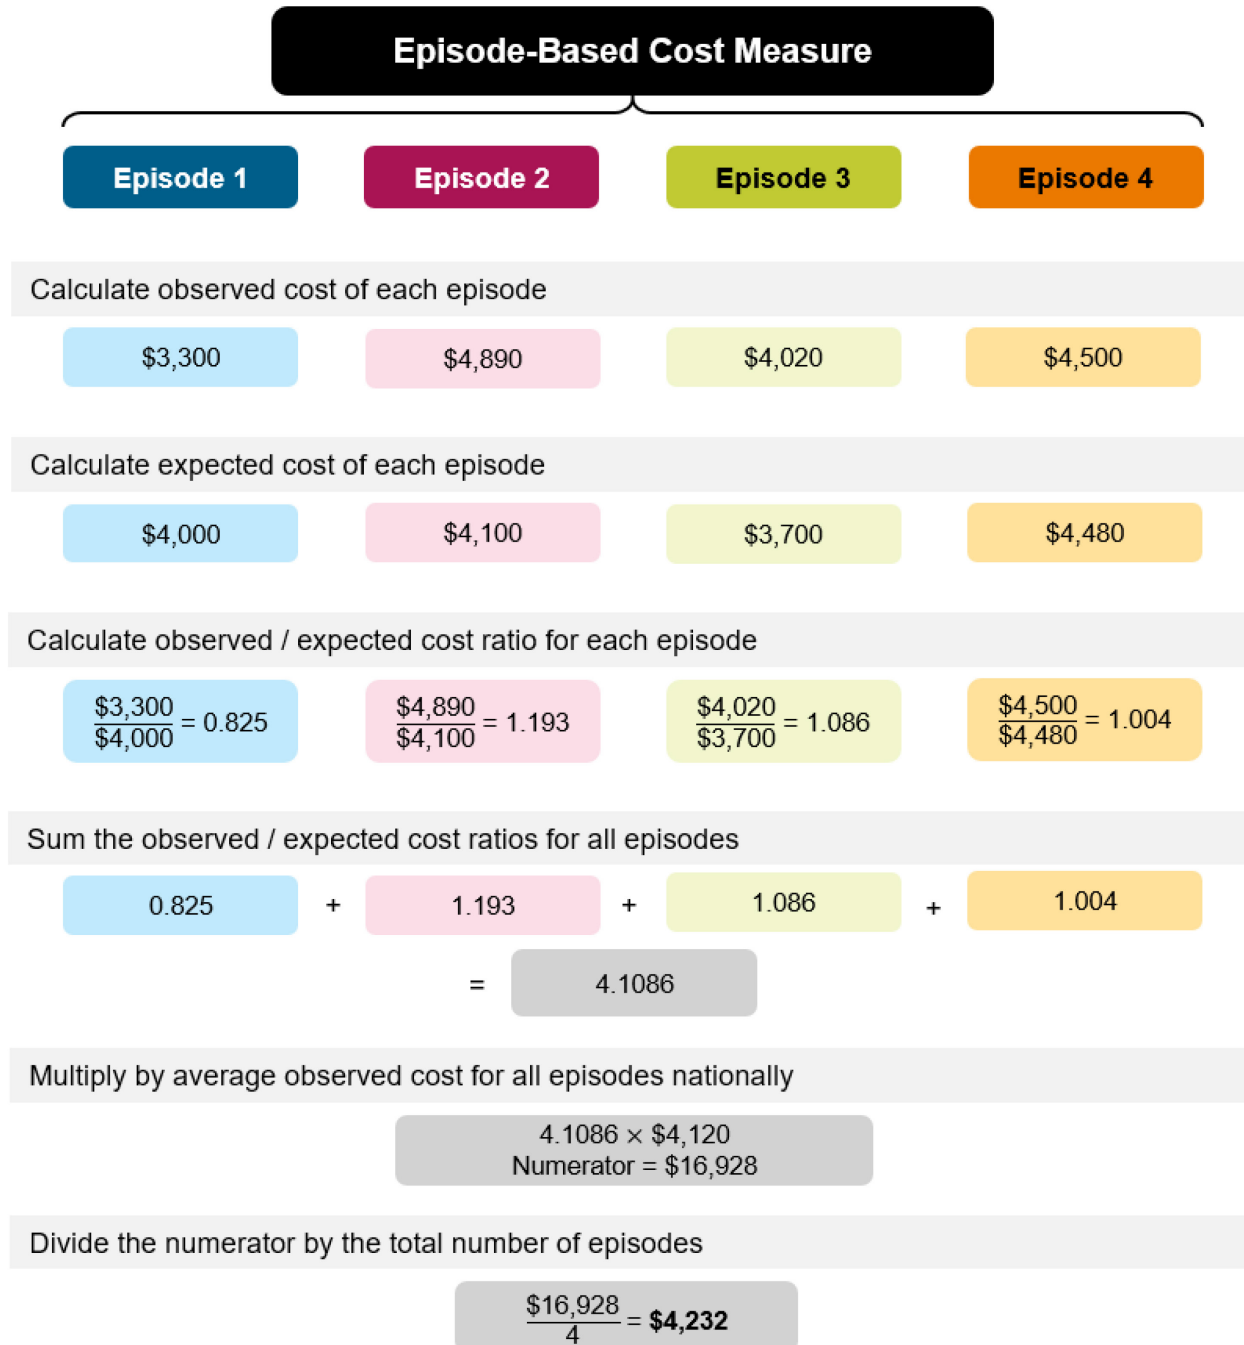 Episode-Based Cost Measure
Episode 1 Episode 2 Episode 3 Episode 4
Calculate observed cost of each episode
$3,300 $4,890 $4,020 $4,500
Calculate expected cost of each episode
$4,000 $4,100 $3,700 $4,480
Calculate observed / expected cost ratio for each episode
$3,300 / $4,000 = 0.825 $4,890 / $4,100 = 1.193 $4,020 / $3,700 = 1.086 $4,500 / $4,480 = 1.004
Sum the observed / expected cost ratios for all episodes
0.825 + 1.193 + 1.086 + 1.004
= 4.1086
Multiply by average observed cost for all episodes nationally
4.1086 × $4,120
Numerator = $16,928
Divide the numerator by the total number of episodes
$16,928 / 4 = $4,232